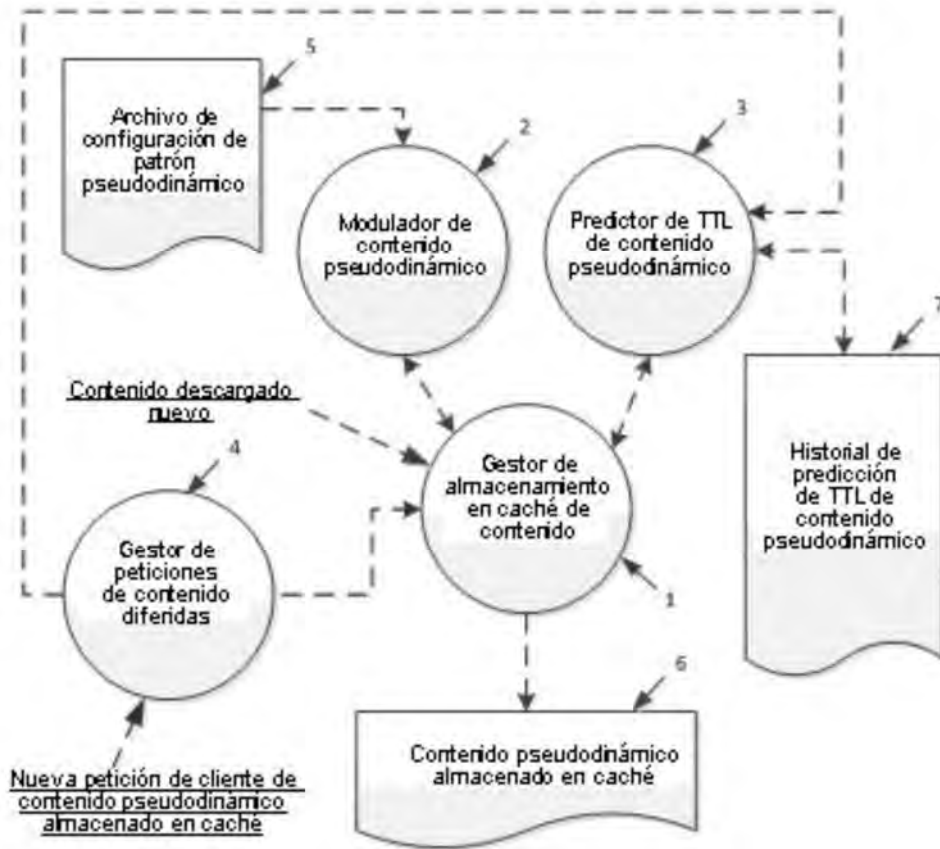 5
Archivo de
configuración de
patrón
pseudodinámico
2
Modulador de
contenido
pseudodinámico
3
Predictor de TTL
de contenido
pseudodinámico
7
Historial de
predicción
de TTL de
contenido
pseudodinámico
Contenido descargado
nuevo
4
Gestor de
peticiones
de contenido
diferidas
Gestor de
almacenamiento
en caché de
contenido
1
6
Contenido pseudodinámico
almacenado en caché
Nueva petición de cliente de
contenido pseudodinámico
almacenado en caché